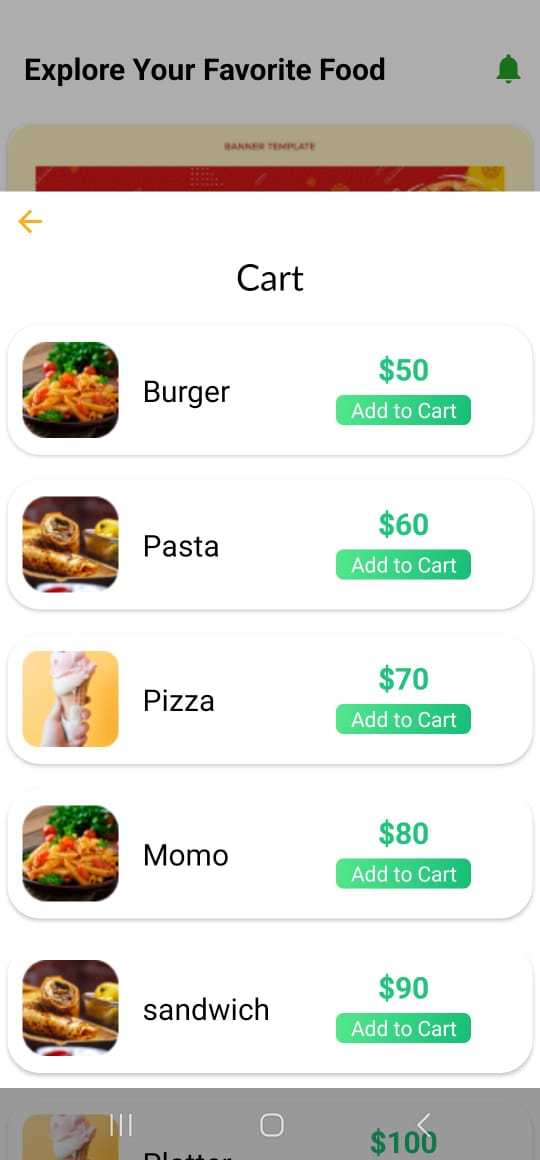 Explore Your Favorite Food
BANNER TEMPLATE
Cart
Burger
$50
Add to Cart
Pasta
$60
Add to Cart
Pizza
$70
Add to Cart
Momo
$80
Add to Cart
sandwich
$90
Add to Cart
$100